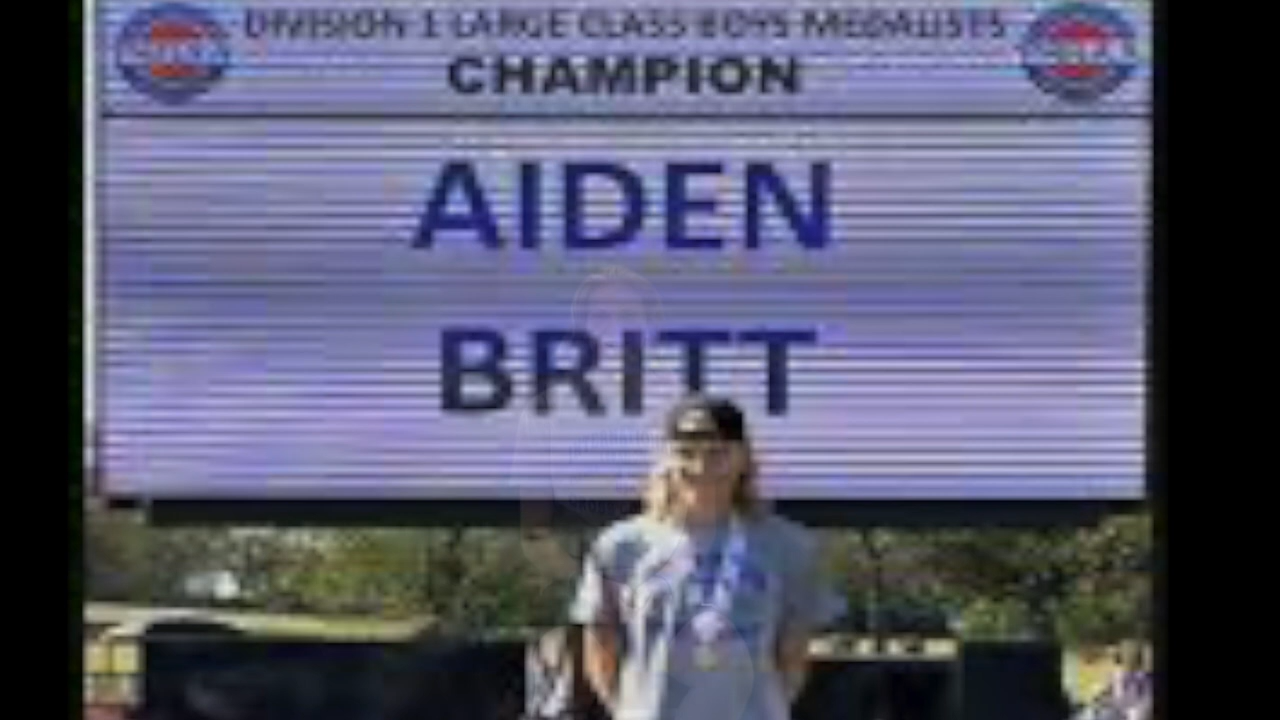 DIVISION 1 LARGE CLASS BOYS MEDALISTS
CHAMPION
AIDEN
BRITT